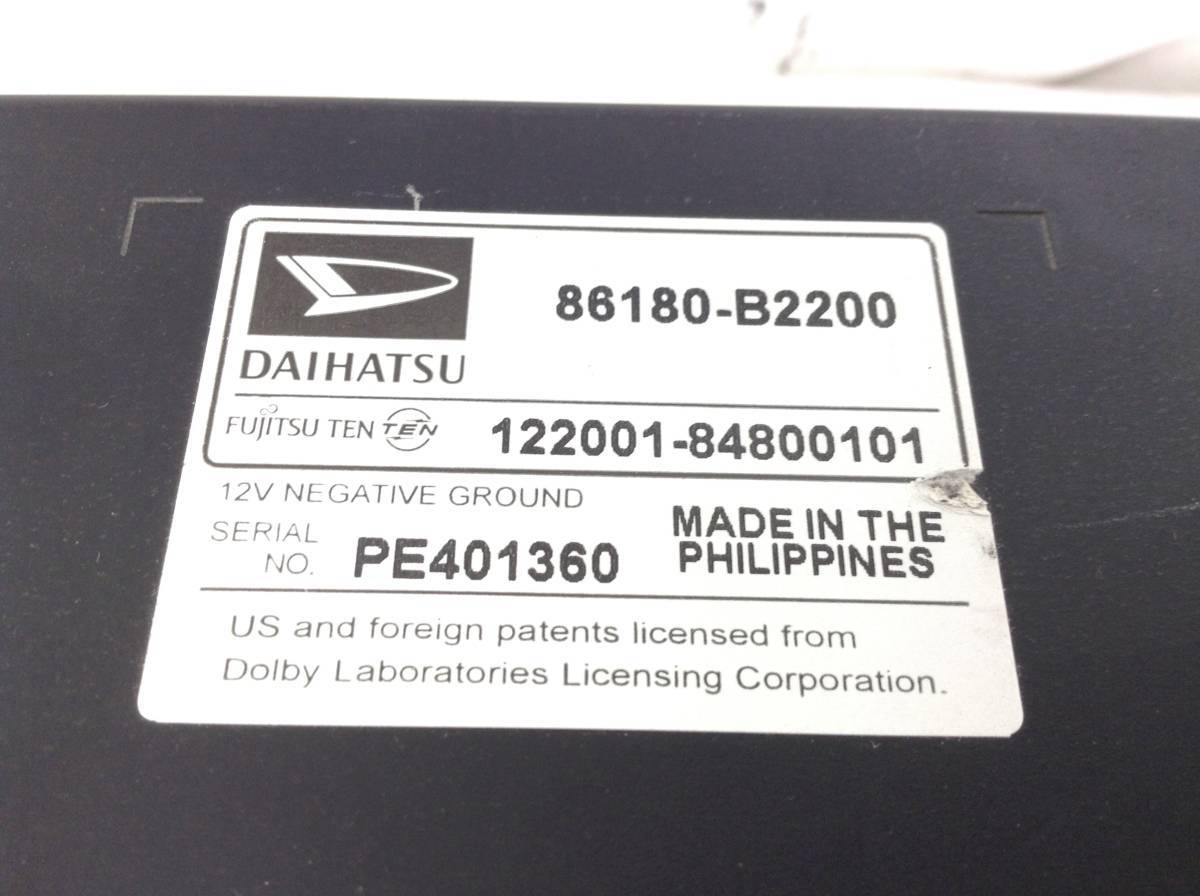 86180-B2200
DAIHATSU
FUJITSU TEN TEN 122001-84800101
12V NEGATIVE GROUND
SERIAL NO. PE401360
MADE IN THE
PHILIPPINES
US and foreign patents licensed from
Dolby Laboratories Licensing Corporation.